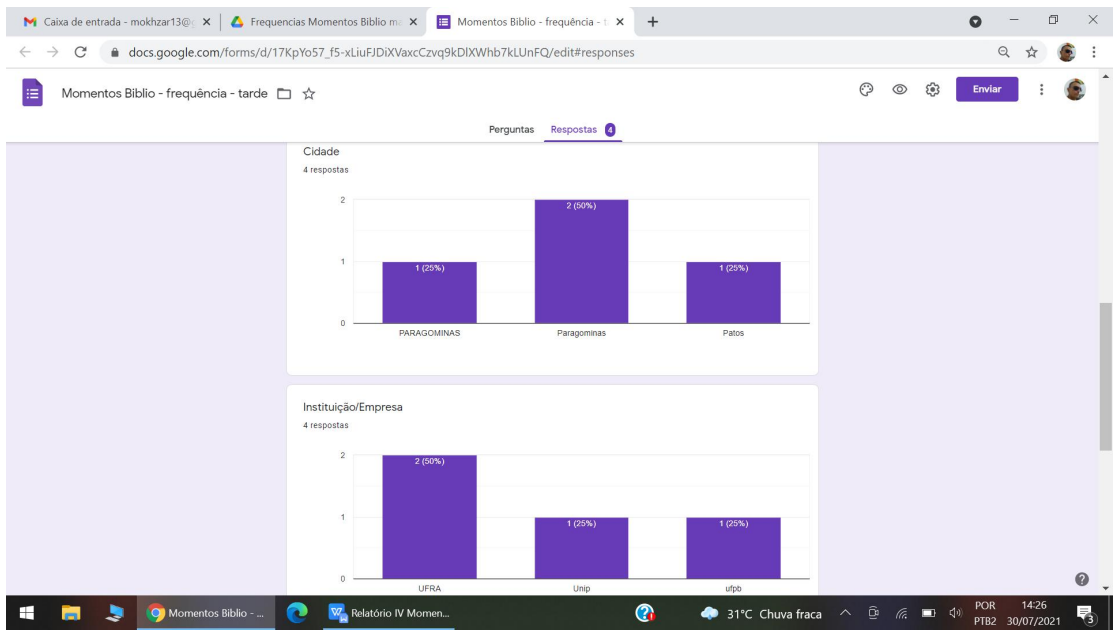 Caixa de entrada - mokhzar13@
Frequencias Momentos Biblio ma
Momentos Biblio - frequência - t
docs.google.com/forms/d/17KpYo57_f5-xLiuFJDiXVaxcCzvq9kDlXWhb7kLUnFQ/edit#responses
Momentos Biblio - frequência - tarde
Enviar
Perguntas Respostas 4
Cidade
4 respostas
2
1
0
2 (50%)
1 (25%)
1 (25%)
PARAGOMINAS Paragominas Patos
Instituição/Empresa
4 respostas
2
1
0
2 (50%)
1 (25%)
1 (25%)
UFRA Unip ufpb
Momentos Biblio - ...
Relatório IV Momen...
31°C Chuva fraca
POR
PTB2
14:26
30/07/2021
3